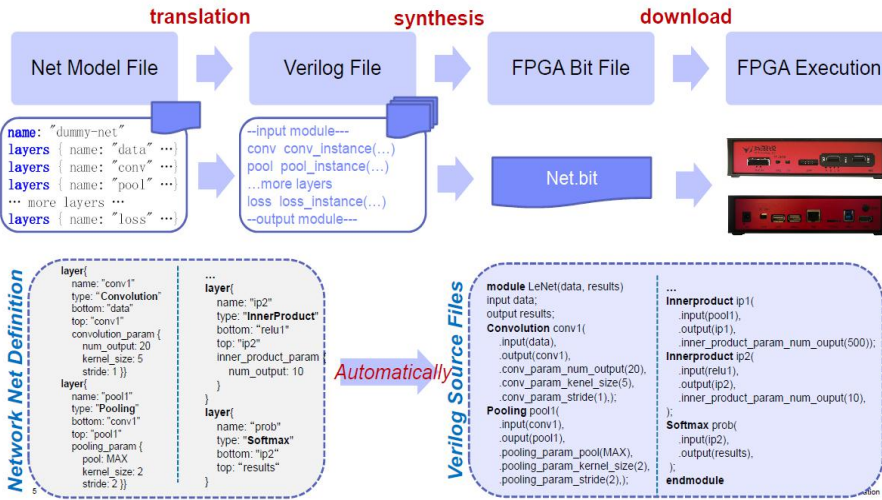 translation
synthesis
download
Net Model File
Verilog File
FPGA Bit File
FPGA Execution
name: "dummy-net"
layers { name: "data" …}
layers { name: "conv" …}
layers { name: "pool" …}
… more layers …
layers { name: "loss" …}
--input module---
conv conv_instance(…)
pool pool_instance(…)
…more layers
loss loss_instance(…)
--output module---
Net.bit
Network Net Definition
layer{
name: "conv1"
type: "Convolution"
bottom: "data"
top: "conv1"
convolution_param {
num_output: 20
kernel_size: 5
stride: 1 }}
layer{
name: "pool1"
type: "Pooling"
bottom: "conv1"
top: "pool1"
pooling_param {
pool: MAX
kernel_size: 2
stride: 2 }}
…
layer{
name: "ip2"
type: "InnerProduct"
bottom: "relu1"
top: "ip2"
inner_product_param {
num_output: 10
}
}
layer{
name: "prob"
type: "Softmax"
bottom: "ip2"
top: "results"
}
Automatically
Verilog Source Files
module LeNet(data, results)
input data;
output results;
Convolution conv1(
.input(data),
.output(conv1),
.conv_param_num_output(20),
.conv_param_kenel_size(5),
.conv_param_stride(1),);
Pooling pool1(
.input(conv1),
.ouput(pool1),
.pooling_param_pool(MAX),
.pooling_param_kernel_size(2),
.pooling_param_stride(2),);
…
Innerproduct ip1(
.input(pool1),
.output(ip1),
.inner_product_param_num_ouput(500));
Innerproduct ip2(
.input(relu1),
.output(ip2),
.inner_product_param_num_ouput(10),
);
Softmax prob(
.input(ip2),
.output(results),
);
endmodule
5